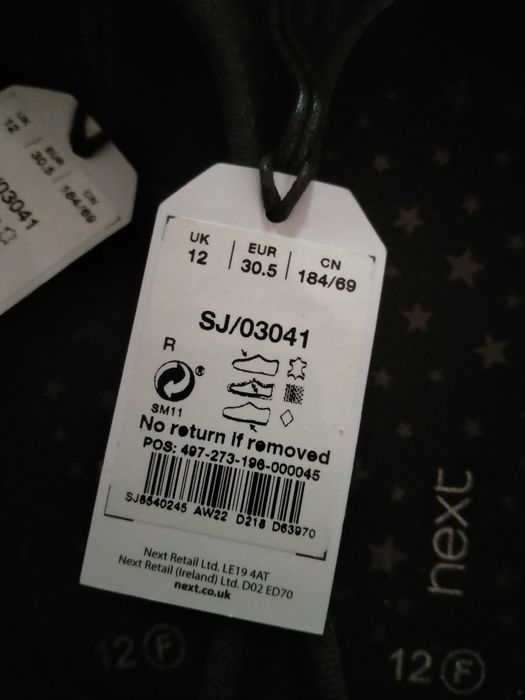 UK EUR CN
12 30.5 184/69
SJ/03041
R
SM11
No return if removed
POS: 497-273-196-000045
SJ8540245 AW22 D218 D63970
Next Retail Ltd. LE19 4AT
Next Retail (Ireland) Ltd. D02 ED70
next.co.uk
UK EUR CN
12 30.5 184/69
/03041
next
12 F
12 F